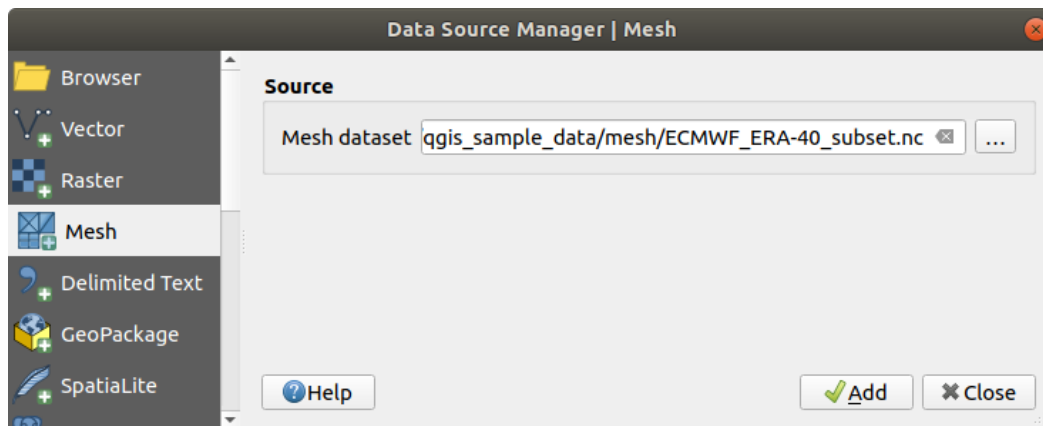 Data Source Manager | Mesh
Browser
Vector
Raster
Mesh
Delimited Text
GeoPackage
SpatiaLite
Source
Mesh dataset qgis_sample_data/mesh/ECMWF_ERA-40_subset.nc ...
Help Add Close